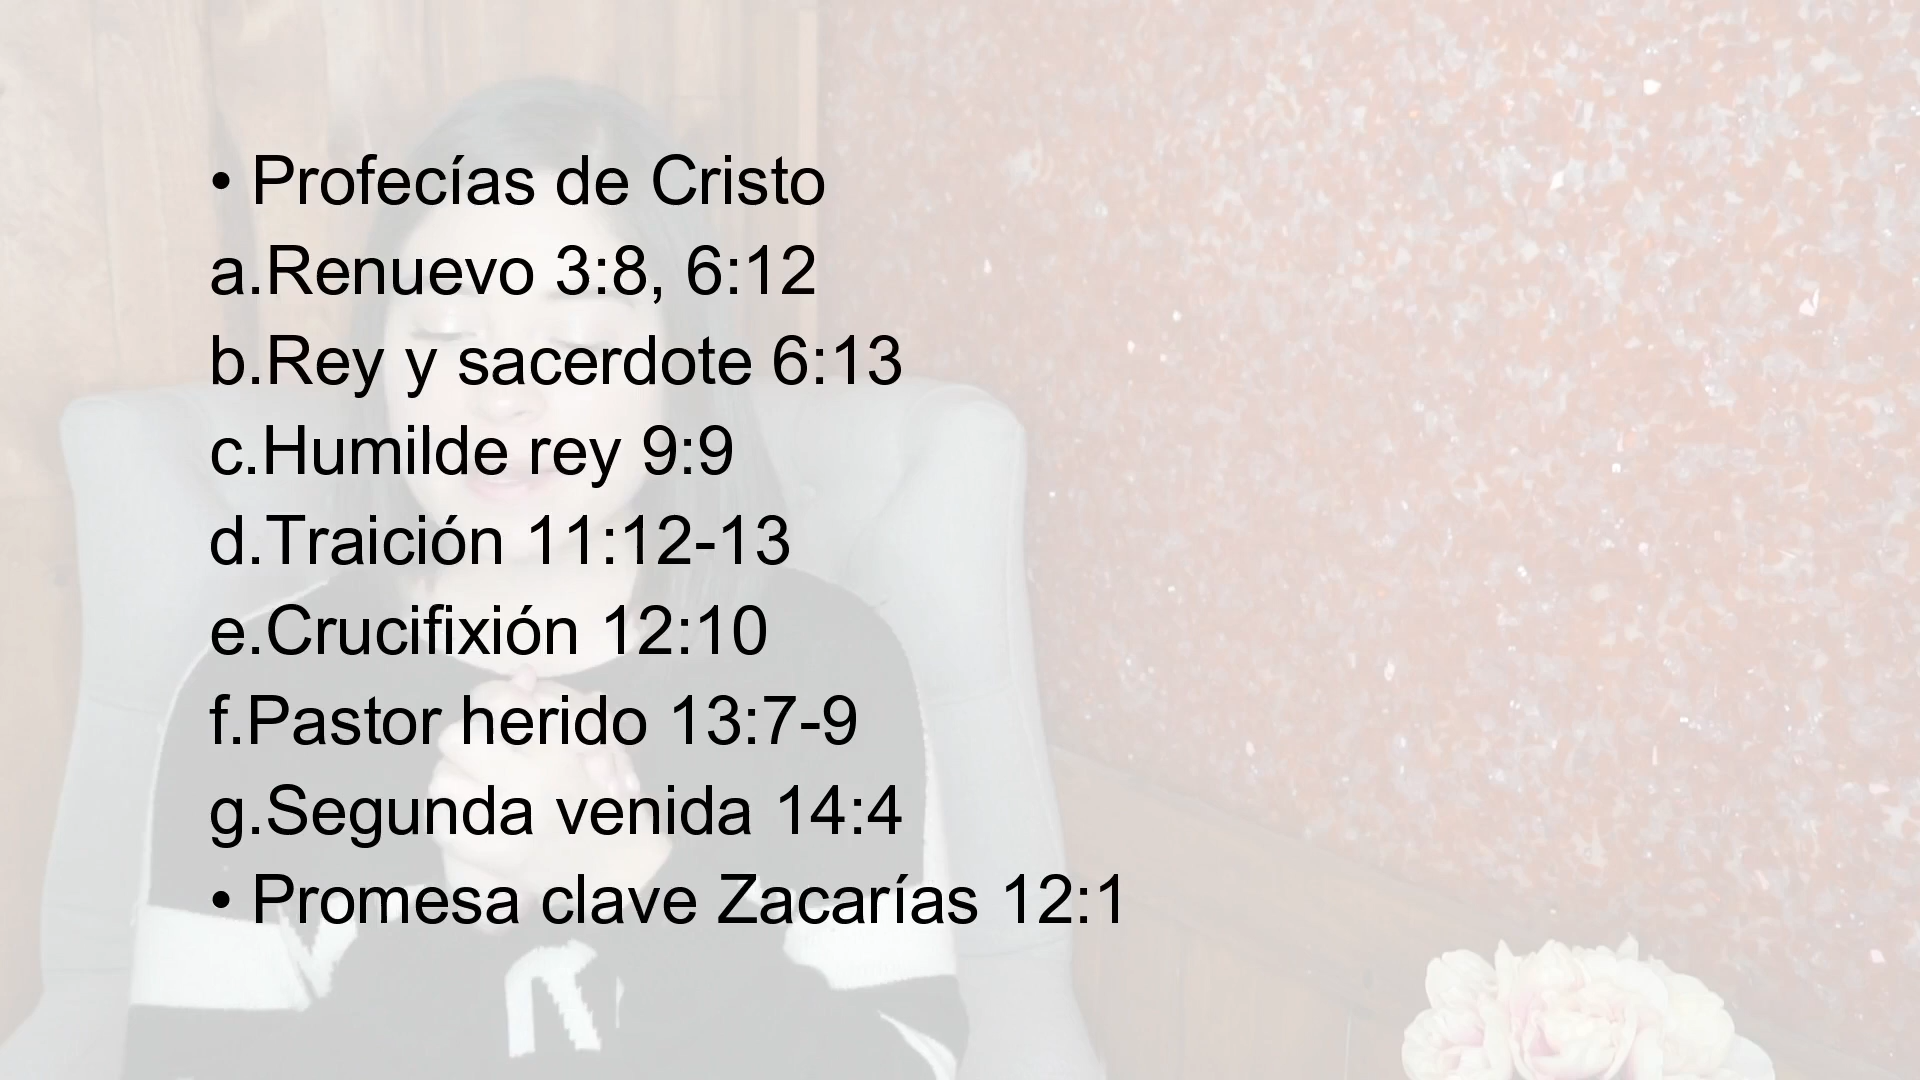 • Profecías de Cristo
a.Renuevo 3:8, 6:12
b.Rey y sacerdote 6:13
c.Humilde rey 9:9
d.Traición 11:12-13
e.Crucifixión 12:10
f.Pastor herido 13:7-9
g.Segunda venida 14:4
• Promesa clave Zacarías 12:1